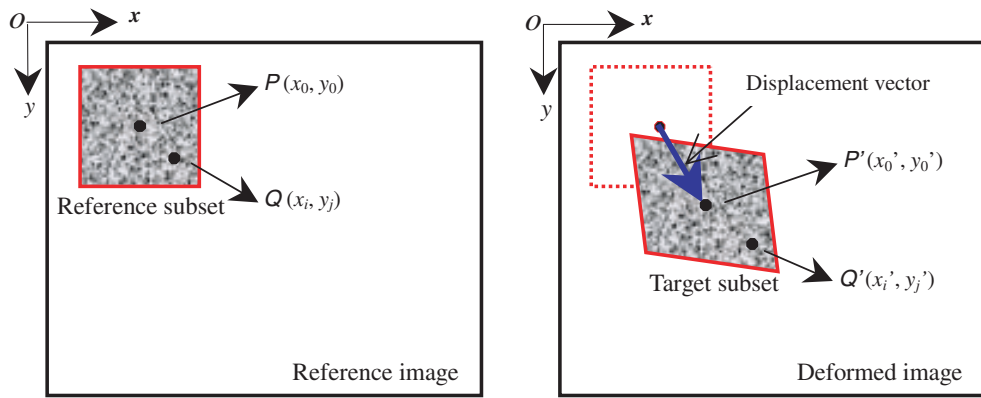 O x
y
P(x0, y0)
Q(xi, yj)
Reference subset
Reference image
O x
y
Displacement vector
P'(x0', y0')
Q'(xi', yj')
Target subset
Deformed image